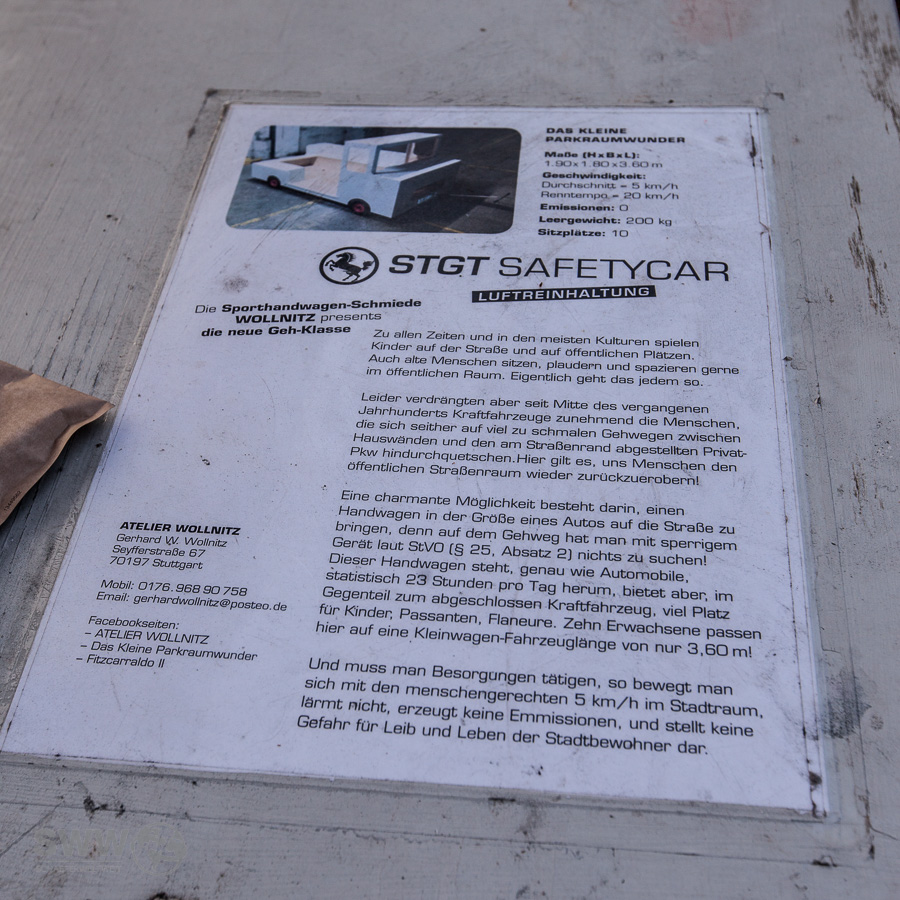 DAS KLEINE
PARKRAUMWUNDER
Maße (HxBxL):
1.90x1.80x3.60m
Geschwindigkeit:
Durchschnitt = 5 km/h
Renntempo = 20 km/h
Emissionen: 0
Leergewicht: 200 kg
Sitzplätze: 10
STGT SAFETYCAR
LUFTREINHALTUNG
Die Sporthandwagen-Schmiede
WOLLNITZ presents
die neue Geh-Klasse
Zu allen Zeiten und in den meisten Kulturen spielen
Kinder auf der Straße und auf öffentlichen Plätzen.
Auch alte Menschen sitzen, plaudern und spazieren gerne
im öffentlichen Raum. Eigentlich geht das jedem so.
Leider verdrängten aber seit Mitte des vergangenen
Jahrhunderts Kraftfahrzeuge zunehmend die Menschen,
die sich seither auf viel zu schmalen Gehwegen zwischen
Hauswänden und den am Straßenrand abgestellten Privat-
Pkw hindurchquetschen.Hier gilt es, uns Menschen den
öffentlichen Straßenraum wieder zurückzuerobern!
Eine charmante Möglichkeit besteht darin, einen
Handwagen in der Größe eines Autos auf die Straße zu
bringen, denn auf dem Gehweg hat man mit sperrigem
Gerät laut StVO (§ 25, Absatz 2) nichts zu suchen!
Dieser Handwagen steht, genau wie Automobile,
statistisch 23 Stunden pro Tag herum, bietet aber, im
Gegenteil zum abgeschlossen Kraftfahrzeug, viel Platz
für Kinder, Passanten, Flaneure. Zehn Erwachsene passen
hier auf eine Kleinwagen-Fahrzeuglänge von nur 3,60 m!
Und muss man Besorgungen tätigen, so bewegt man
sich mit den menschengerechten 5 km/h im Stadtraum,
lärmt nicht, erzeugt keine Emmissionen, und stellt keine
Gefahr für Leib und Leben der Stadtbewohner dar.
ATELIER WOLLNITZ
Gerhard W. Wollnitz
Seyfferstraße 67
70197 Stuttgart
Mobil: 0176. 968 90 758
Email: gerhardwollnitz@posteo.de
Facebookseiten:
– ATELIER WOLLNITZ
– Das Kleine Parkraumwunder
– Fitzcarraldo II